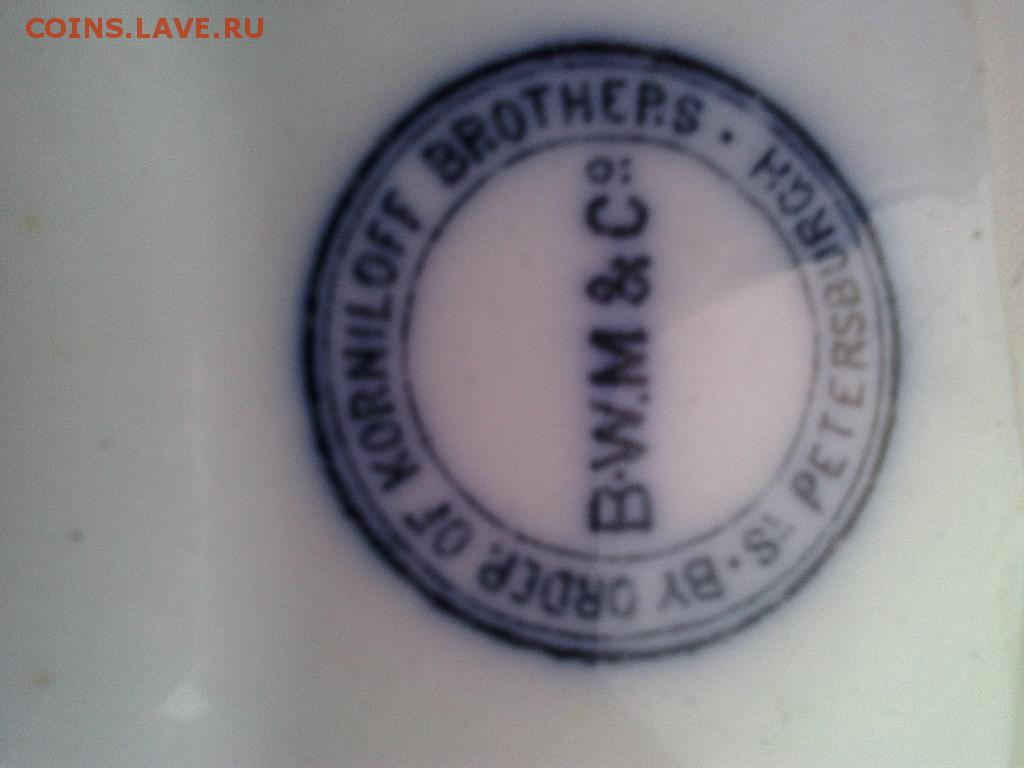 COINS.LAVE.RU
BY ORDER OF KORNILOFF BROTHERS · ST PETERSBURGH ·
B.W.M & Co: